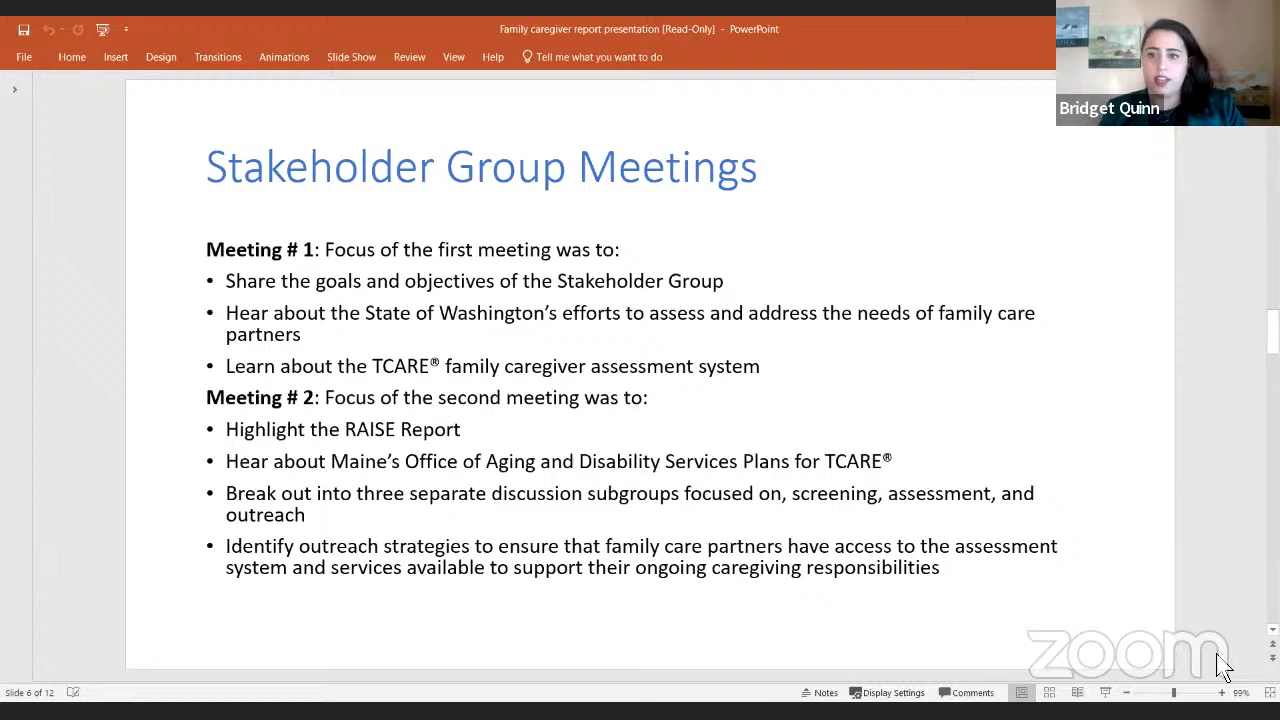 Family caregiver report presentation [Read-Only] - PowerPoint
File Home Insert Design Transitions Animations Slide Show Review View Help Tell me what you want to do
Bridget Quinn
Stakeholder Group Meetings
Meeting # 1: Focus of the first meeting was to:
• Share the goals and objectives of the Stakeholder Group
• Hear about the State of Washington’s efforts to assess and address the needs of family care
partners
• Learn about the TCARE® family caregiver assessment system
Meeting # 2: Focus of the second meeting was to:
• Highlight the RAISE Report
• Hear about Maine’s Office of Aging and Disability Services Plans for TCARE®
• Break out into three separate discussion subgroups focused on, screening, assessment, and
outreach
• Identify outreach strategies to ensure that family care partners have access to the assessment
system and services available to support their ongoing caregiving responsibilities
zoom
Slide 6 of 12 Notes Display Settings Comments 99%